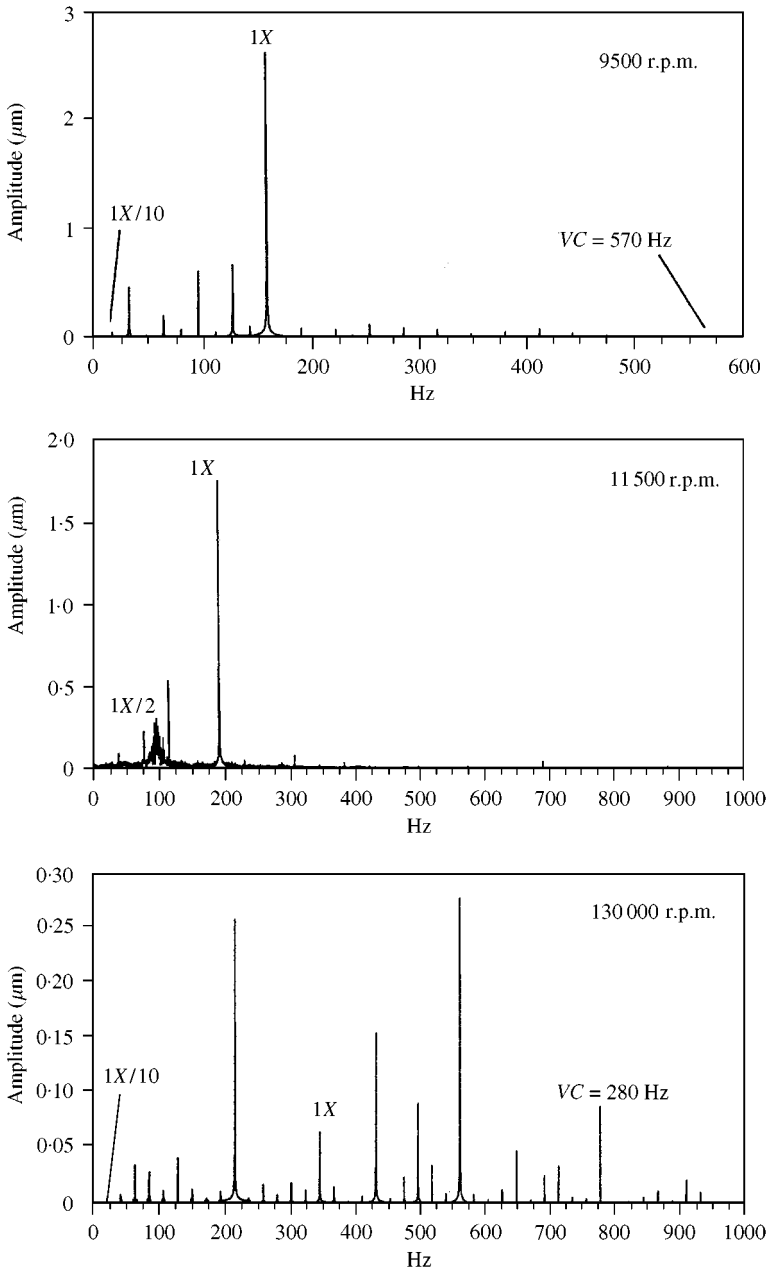 3
2
1
0
Amplitude (μm)
1X
9500 r.p.m.
1X/10
VC = 570 Hz
0 100 200 300 400 500 600
Hz
2·0
1·5
1·0
0·5
0
Amplitude (μm)
1X
11 500 r.p.m.
1X/2
0 100 200 300 400 500 600 700 800 900 1000
Hz
0·30
0·25
0·20
0·15
0·10
0·05
0
Amplitude (μm)
130 000 r.p.m.
1X/10
1X
VC = 280 Hz
0 100 200 300 400 500 600 700 800 900 1000
Hz